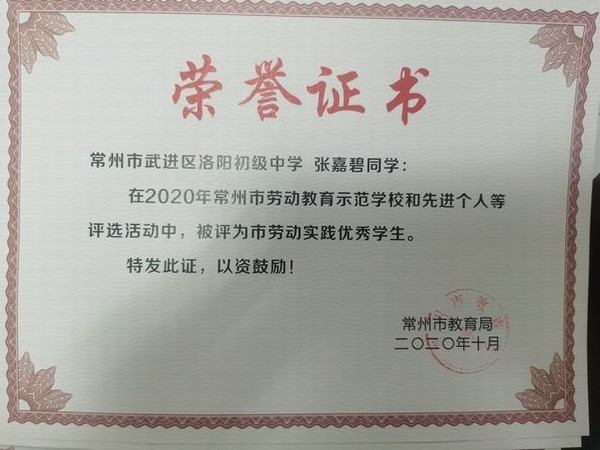 荣誉证书
常州市武进区洛阳初级中学 张嘉碧同学：
在2020年常州市劳动教育示范学校和先进个人等
评选活动中，被评为市劳动实践优秀学生。
特发此证，以资鼓励！
常州市教育局
二〇二〇年十月